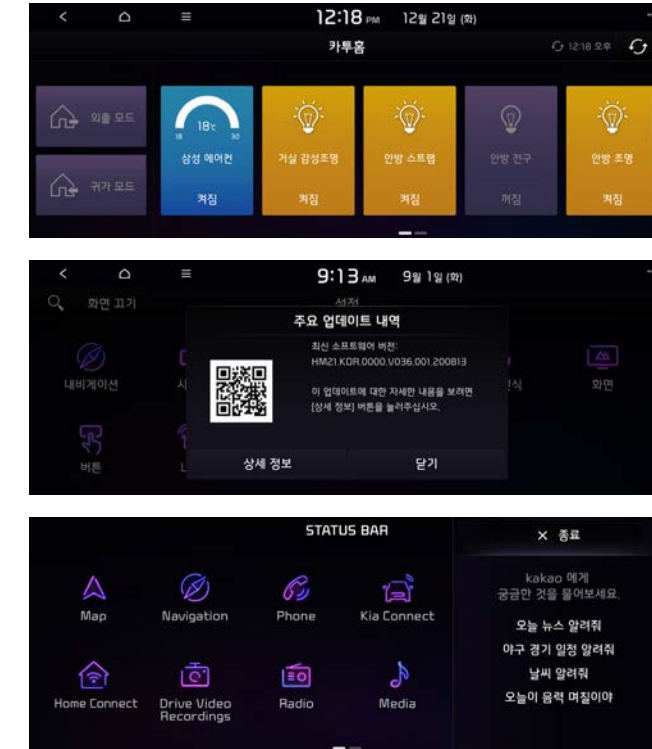 12:18 PM 12월 21일 (화)
카투홈
12:18 오후
외출 모드
귀가 모드
18℃
18 30
삼성 에어컨
켜짐
거실 감성조명
켜짐
안방 스트랩
켜짐
안방 전구
꺼짐
안방 조명
켜짐
9:13 AM 9월 1일 (화)
화면 끄기
설정
내비게이션
화면
버튼
주요 업데이트 내역
최신 소프트웨어 버전:
HM21.KOR.0000.V036.001.200813
이 업데이트에 대한 자세한 내용을 보려면
[상세 정보] 버튼을 눌러주십시오.
상세 정보
닫기
STATUS BAR
Map
Navigation
Phone
Kia Connect
Home Connect
Drive Video
Recordings
Radio
Media
× 종료
kakao 에게
궁금한 것을 물어보세요.
오늘 뉴스 알려줘
야구 경기 일정 알려줘
날씨 알려줘
오늘이 음력 며칠이야